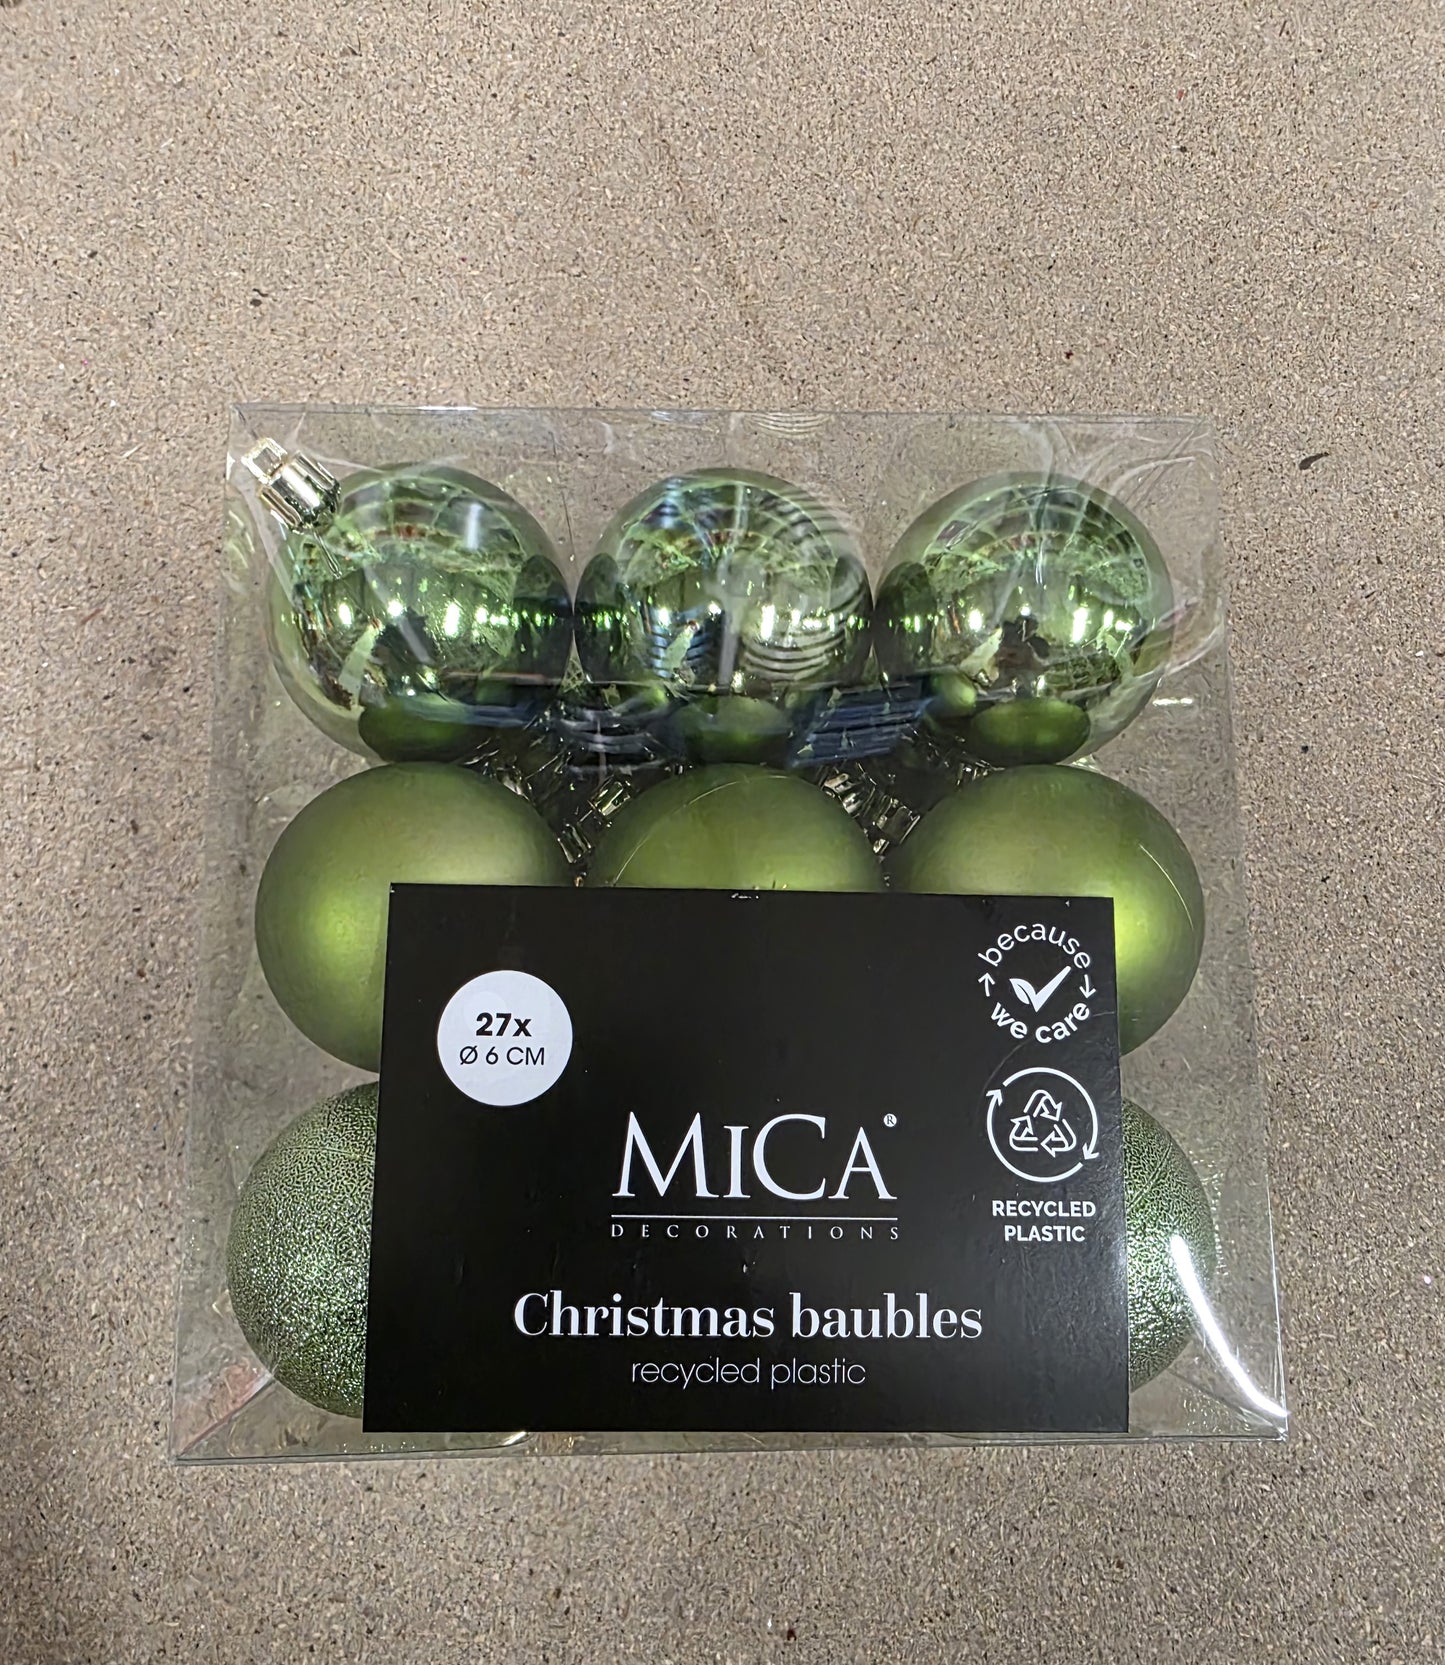 27x
Ø 6 CM
because
we care
MICA®
DECORATIONS
RECYCLED
PLASTIC
Christmas baubles
recycled plastic